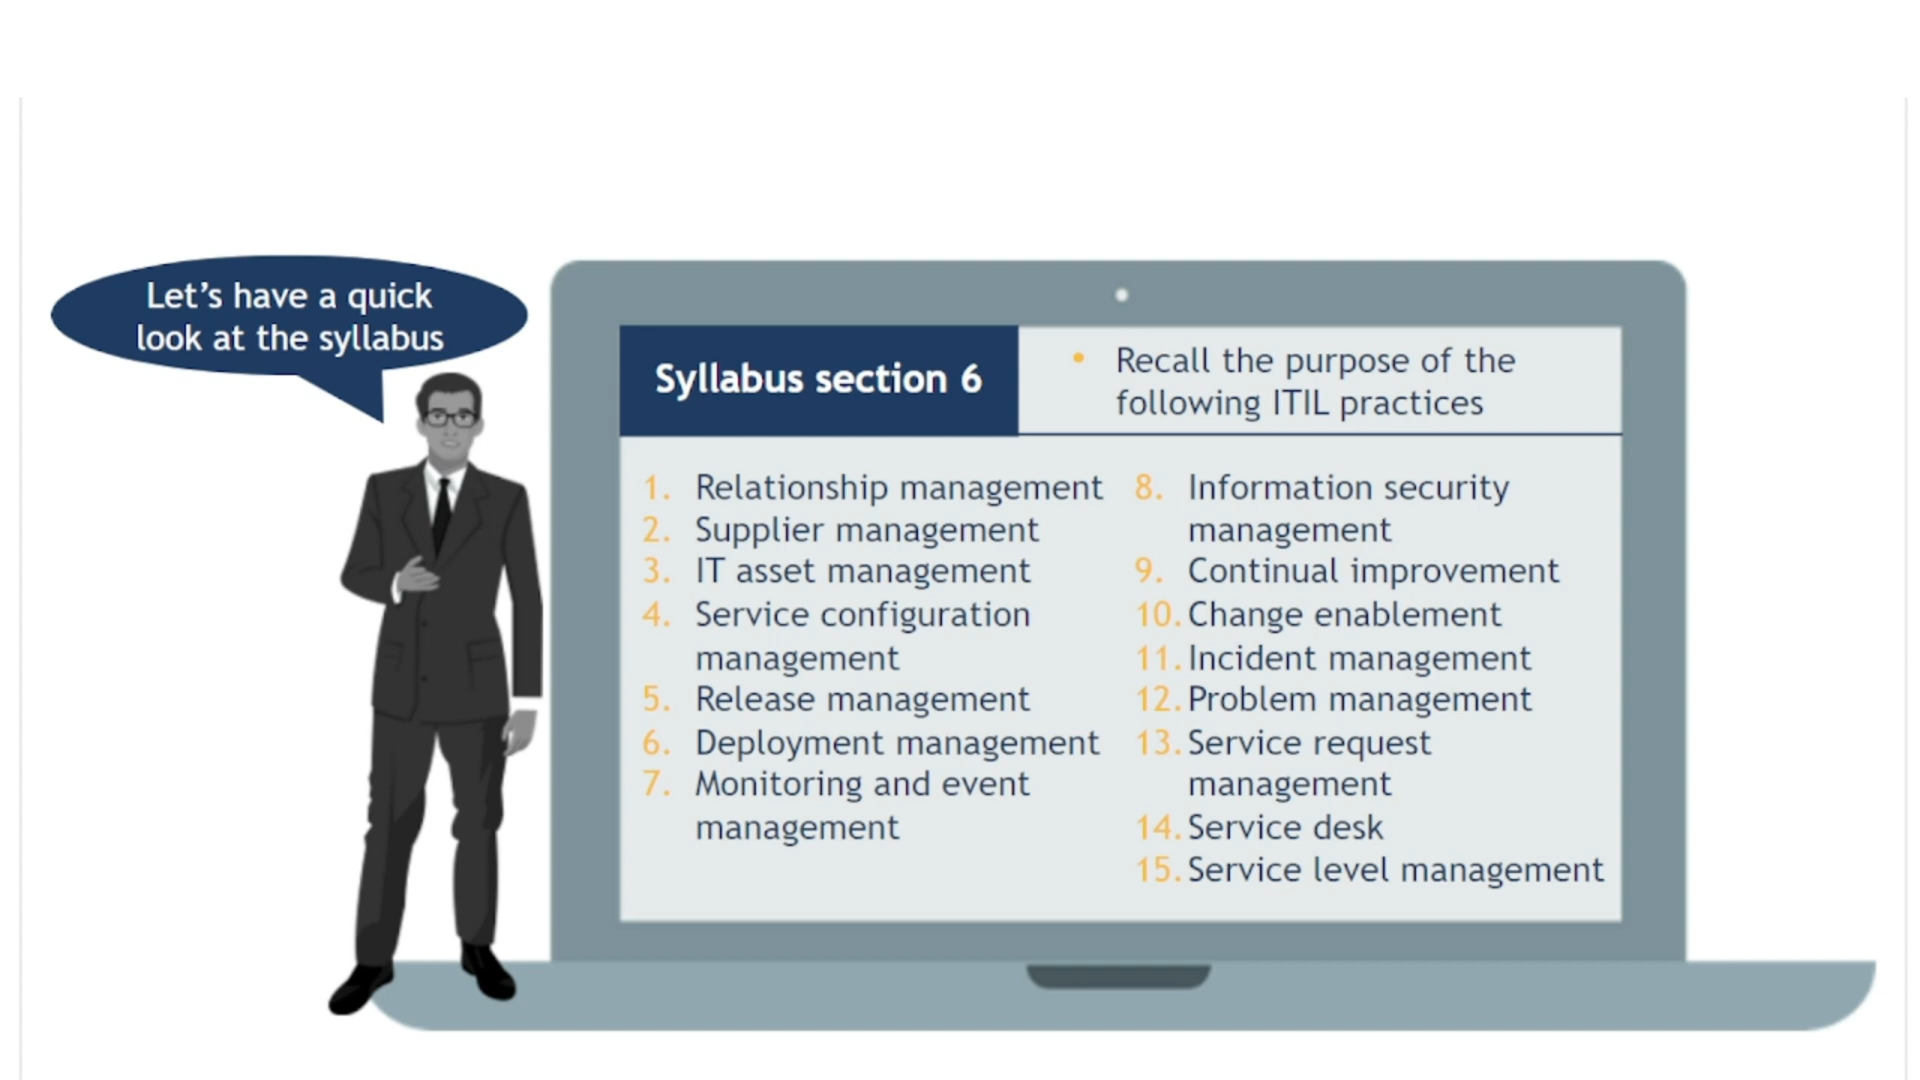 Let's have a quick
look at the syllabus
Syllabus section 6
• Recall the purpose of the
following ITIL practices
1. Relationship management
2. Supplier management
3. IT asset management
4. Service configuration
management
5. Release management
6. Deployment management
7. Monitoring and event
management
8. Information security
management
9. Continual improvement
10. Change enablement
11. Incident management
12. Problem management
13. Service request
management
14. Service desk
15. Service level management